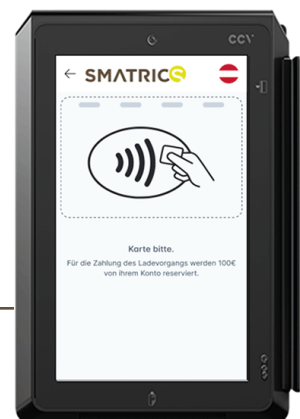 CCV
SMATRICS
Karte bitte.
Für die Zahlung des Ladevorgangs werden 100€
von ihrem Konto reserviert.